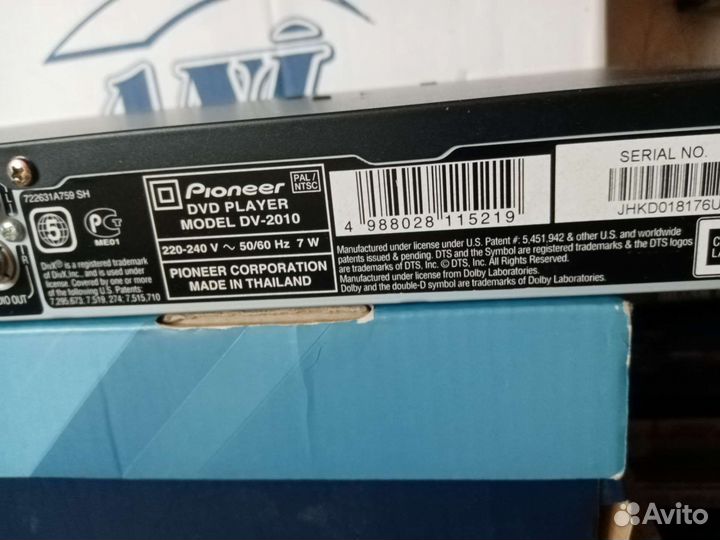 722631A759 SH
5
ME01
DivX® is a registered trademark
of DivX, Inc., and is used under
license. Covered by one or more
of the following U.S. Patents:
7,295,673; 7,519, 274; 7,515,710
OUT
Pioneer
PAL/
NTSC
DVD PLAYER
MODEL DV-2010
220-240 V ~ 50/60 Hz 7 W
PIONEER CORPORATION
MADE IN THAILAND
4 988028 115219
Manufactured under license under U.S. Patent #: 5,451,942 & other U.S. and worldwide
patents issued & pending. DTS and the Symbol are registered trademarks & the DTS logos
are trademarks of DTS, Inc. © DTS, Inc. All Rights Reserved.
Manufactured under license from Dolby Laboratories.
Dolby and the double-D symbol are trademarks of Dolby Laboratories.
SERIAL NO.
JHKD018176U
Avito